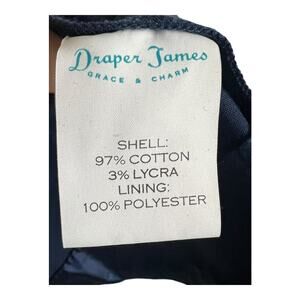 Draper James
GRACE & CHARM
SHELL:
97% COTTON
3% LYCRA
LINING:
100% POLYESTER